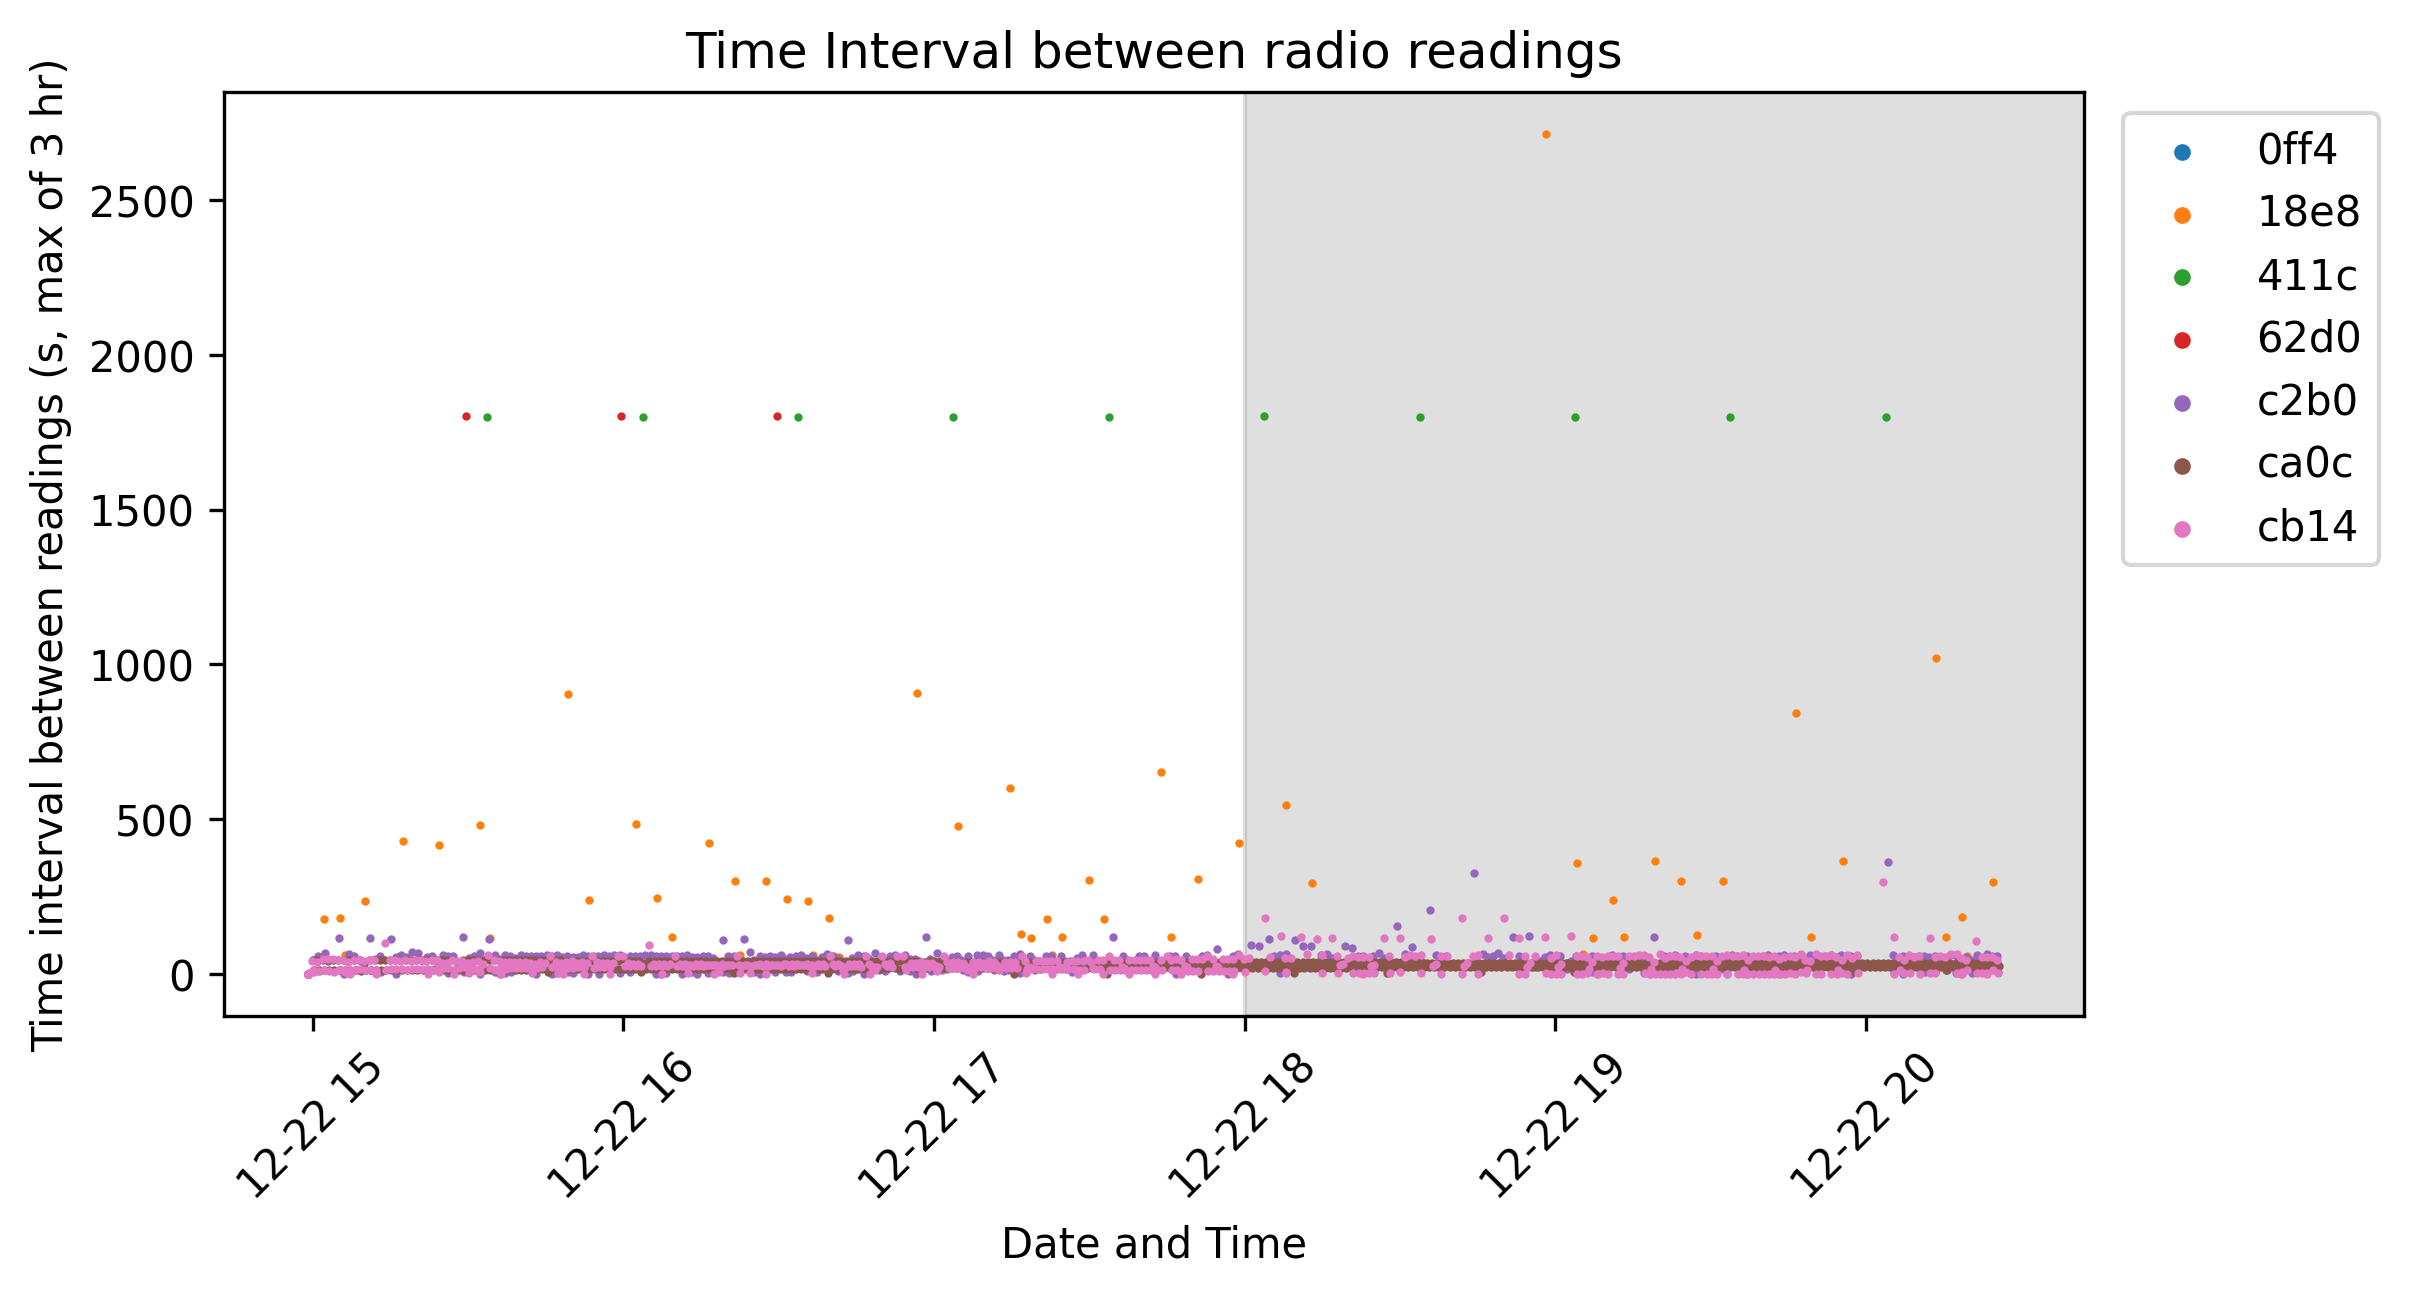 Time Interval between radio readings
Time interval between readings (s, max of 3 hr)
2500
2000
1500
1000
500
0
12-22 15
12-22 16
12-22 17
12-22 18
12-22 19
12-22 20
Date and Time
0ff4
18e8
411c
62d0
c2b0
ca0c
cb14